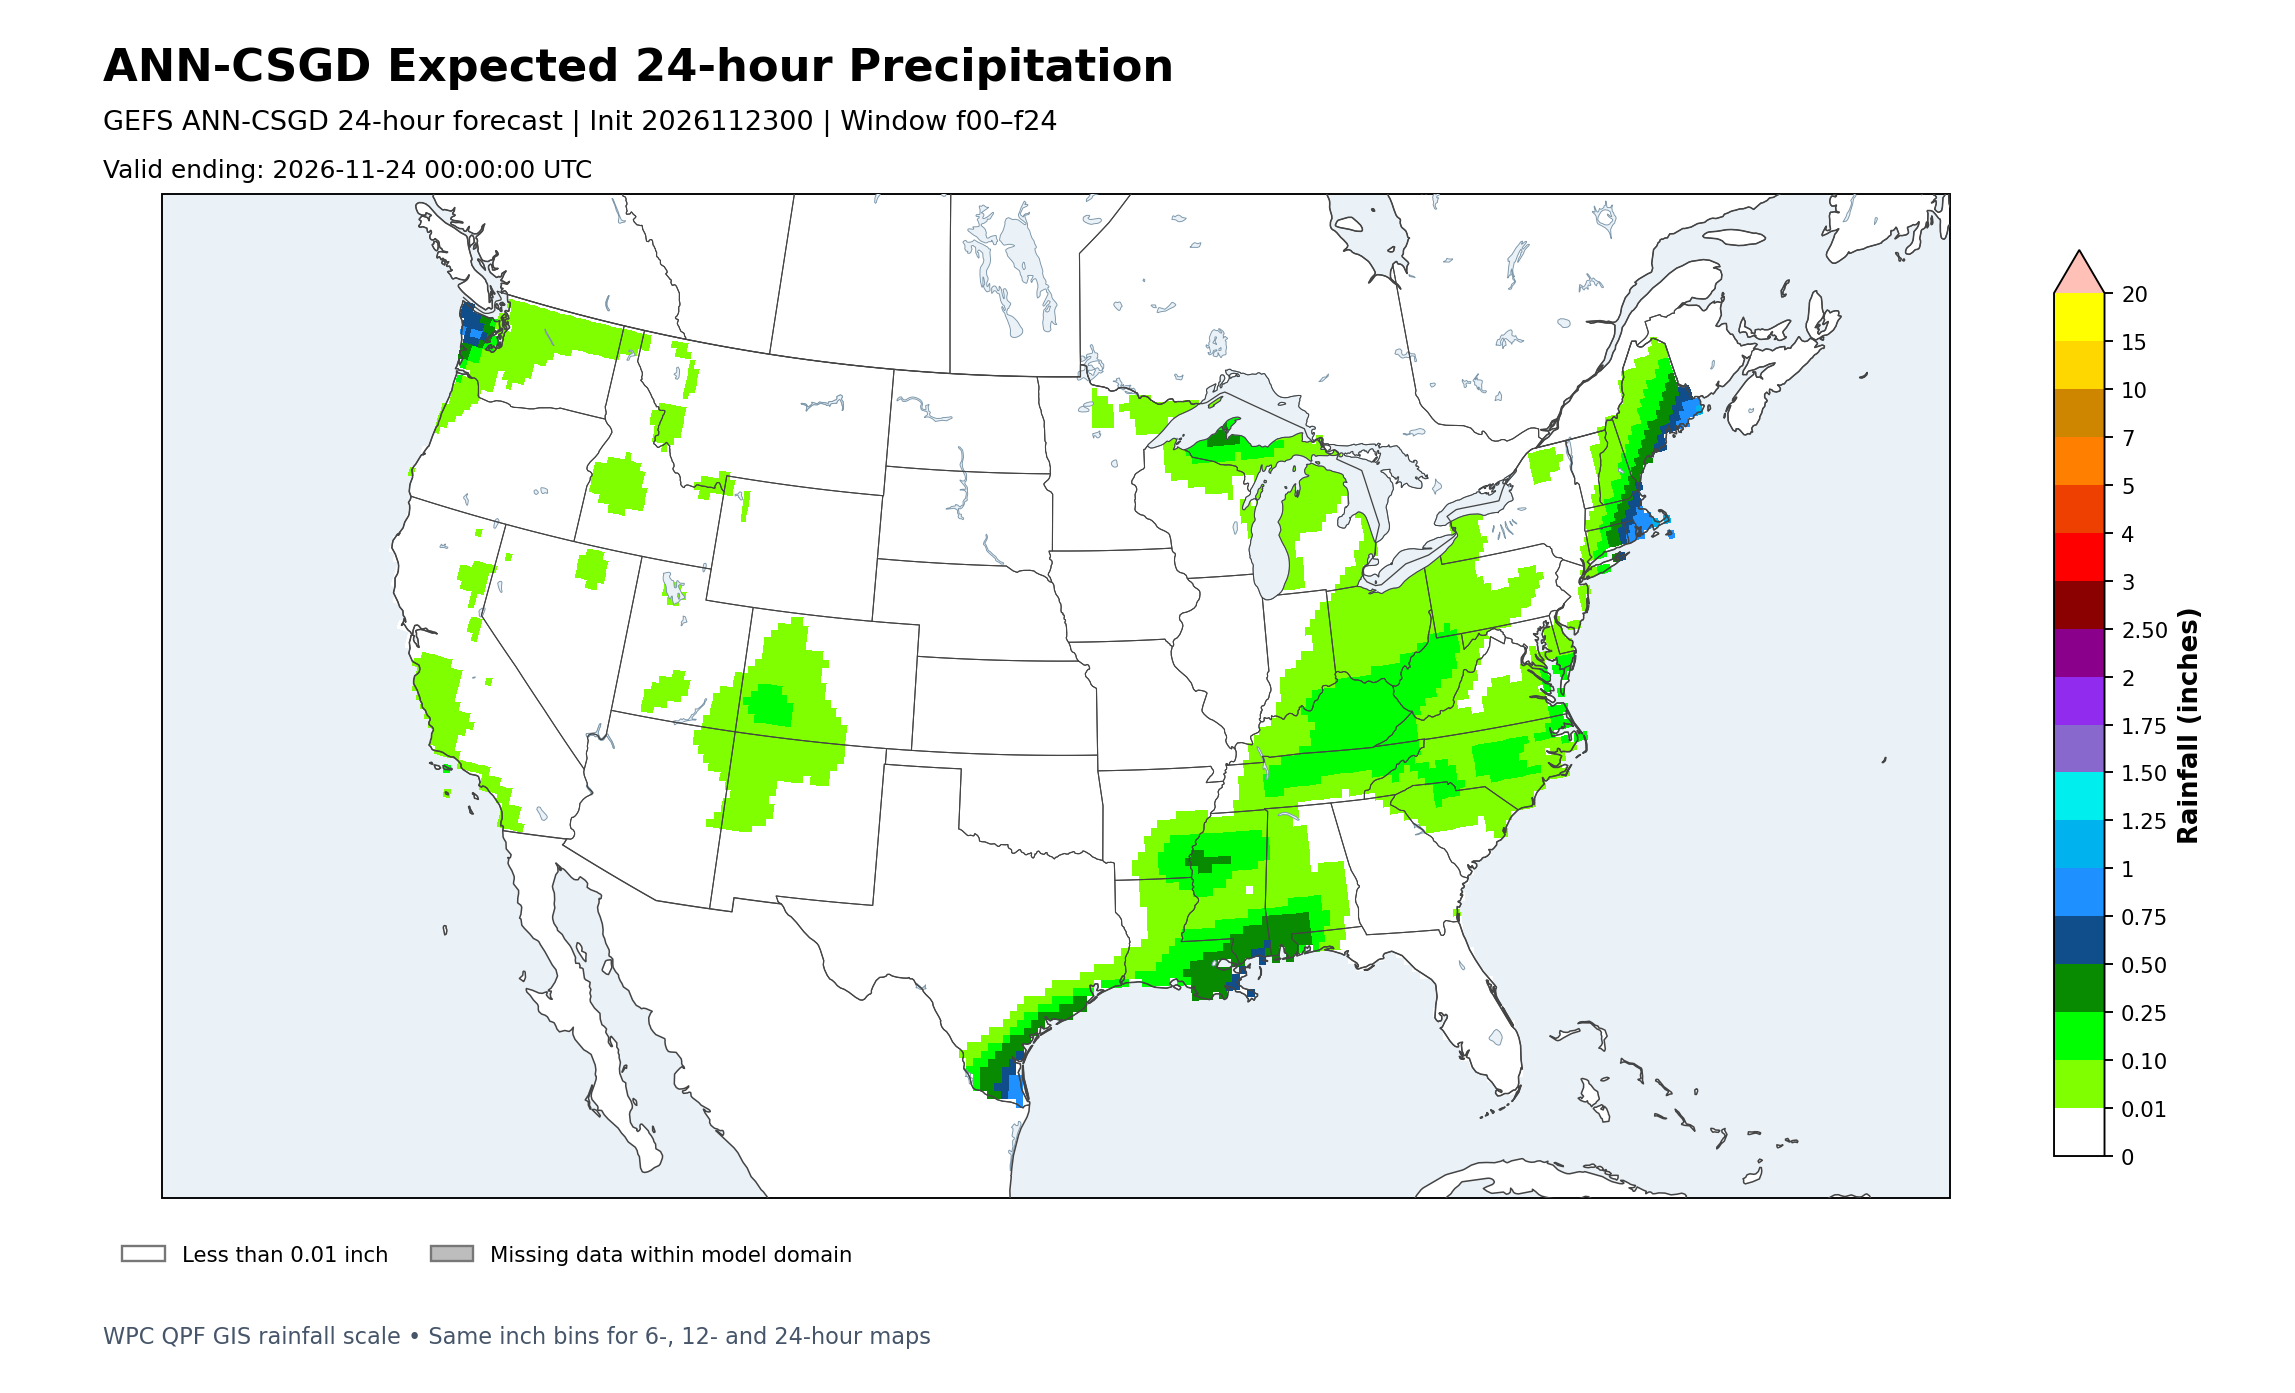 ANN-CSGD Expected 24-hour Precipitation
GEFS ANN-CSGD 24-hour forecast | Init 2026112300 | Window f00–f24
Valid ending: 2026-11-24 00:00:00 UTC
20
15
10
7
5
4
3
2.50
2
1.75
1.50
1.25
1
0.75
0.50
0.25
0.10
0.01
0
Rainfall (inches)
Less than 0.01 inch
Missing data within model domain
WPC QPF GIS rainfall scale • Same inch bins for 6-, 12- and 24-hour maps